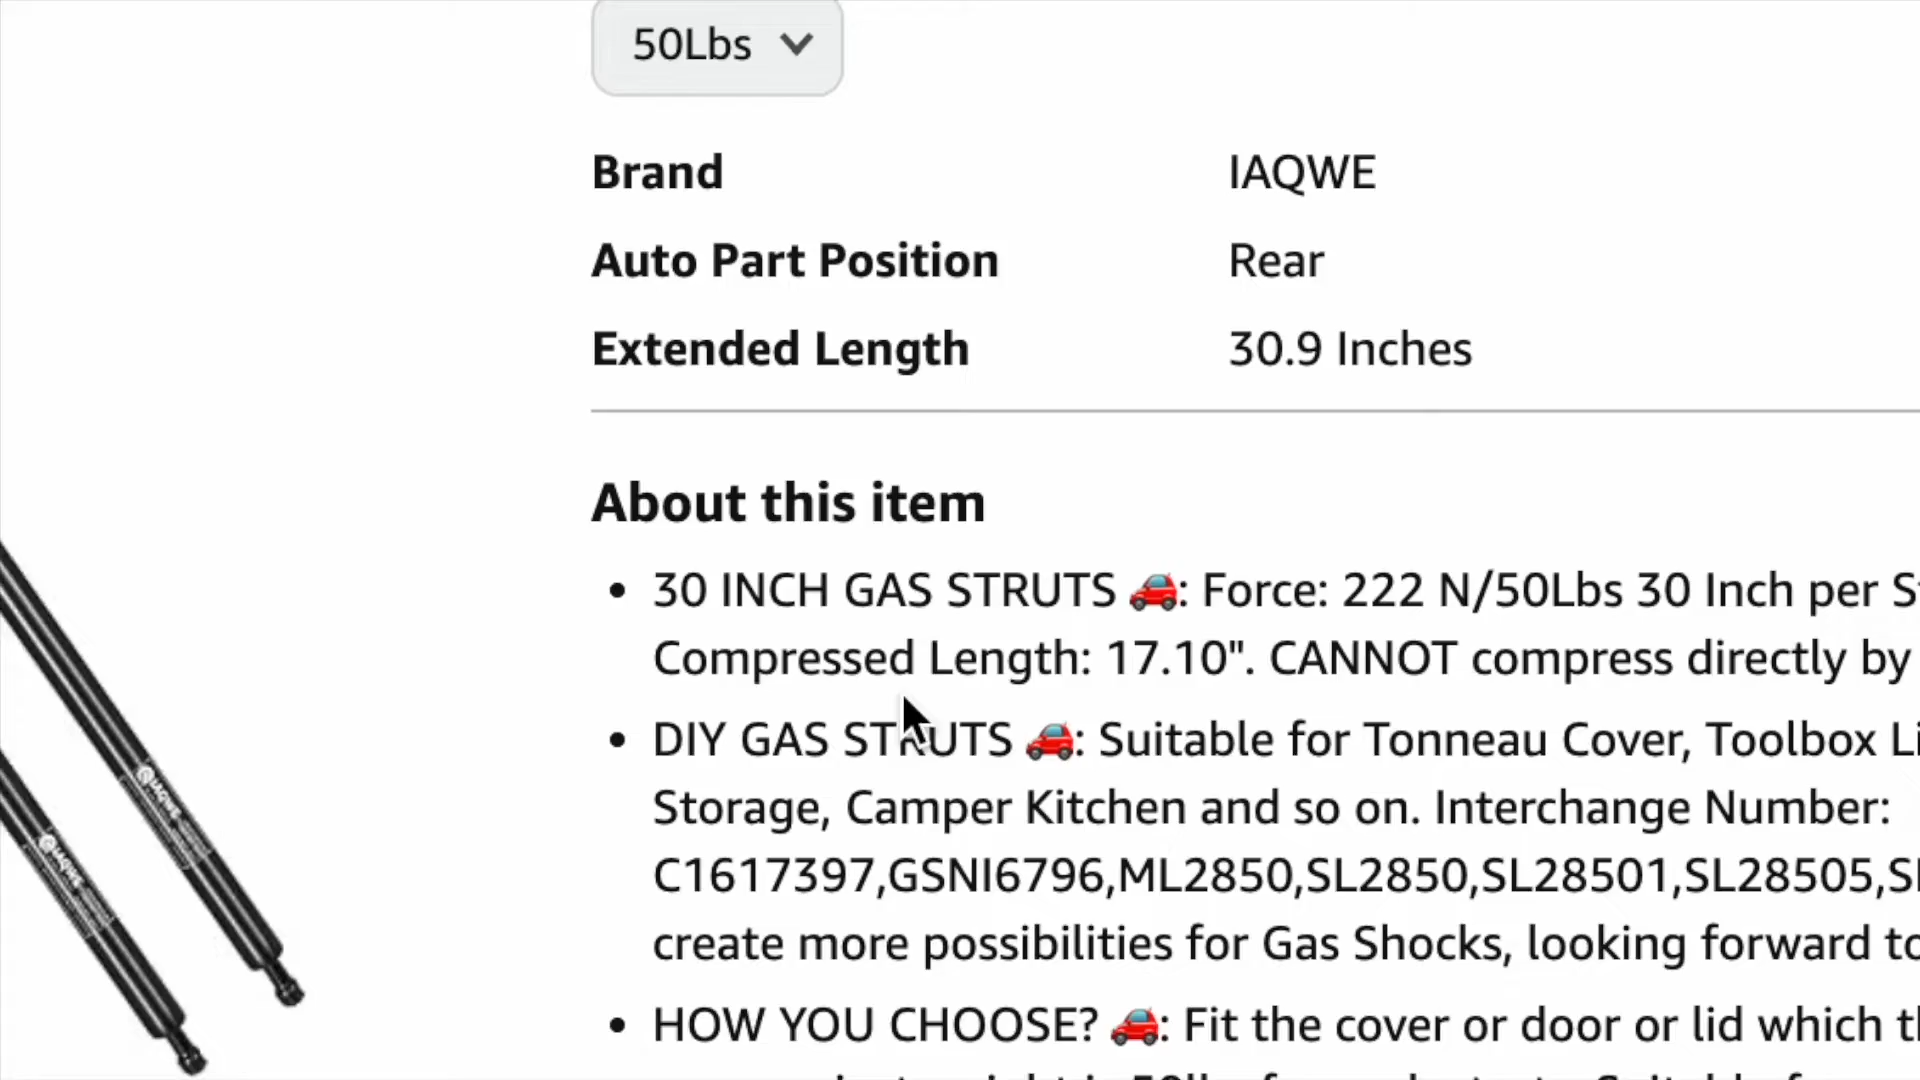 50Lbs
Brand IAQWE
Auto Part Position Rear
Extended Length 30.9 Inches
About this item
• 30 INCH GAS STRUTS 🚗: Force: 222 N/50Lbs 30 Inch per
Compressed Length: 17.10". CANNOT compress directly by
• DIY GAS STRUTS 🚗: Suitable for Tonneau Cover, Toolbox
Storage, Camper Kitchen and so on. Interchange Number:
C1617397,GSNI6796,ML2850,SL2850,SL28501,SL28505,
create more possibilities for Gas Shocks, looking forward to
• HOW YOU CHOOSE? 🚗: Fit the cover or door or lid which
IAQWE
IAQWE